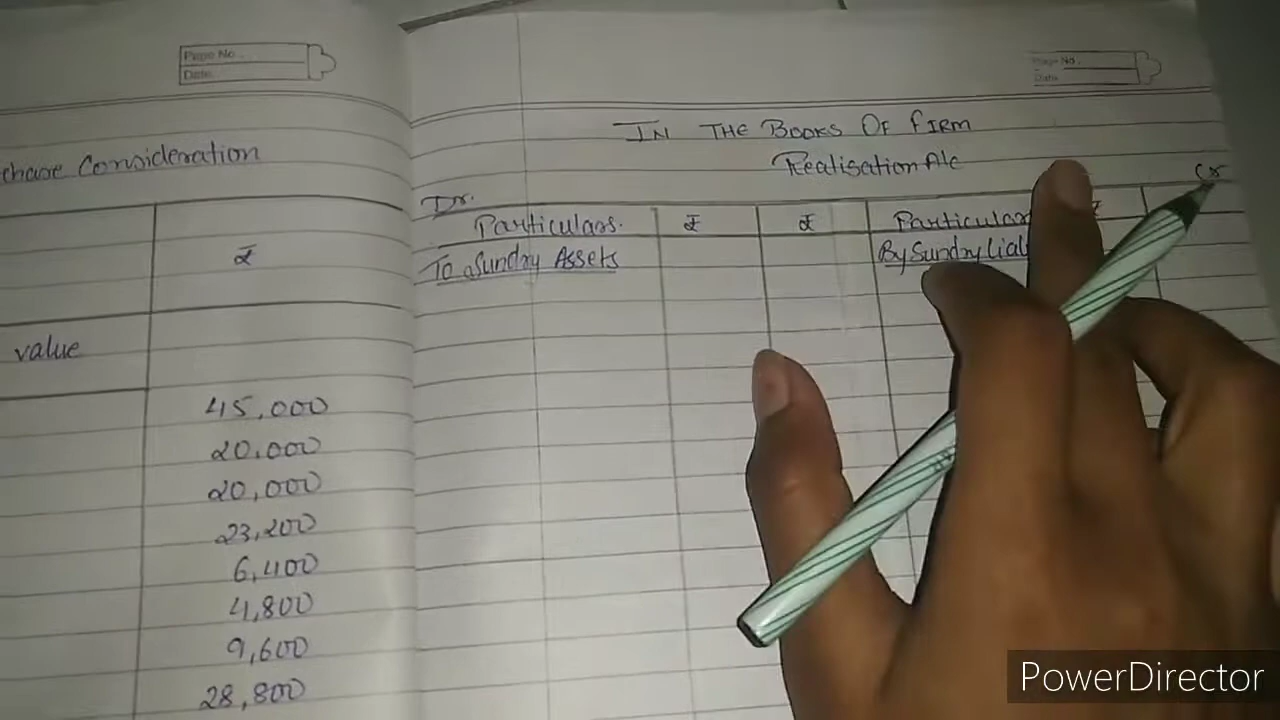 Page No.
Date
chase Consideration
₹
value
45,000
20,000
20,000
23,200
6,400
4,800
9,600
28,800
Page No.
Date
IN THE BOOKS OF FIRM
Realisation A/c
Dr.
Cr
Particulars. ₹ ₹ Particulars ₹
To Sundry Assets
By Sundry Liab
PowerDirector